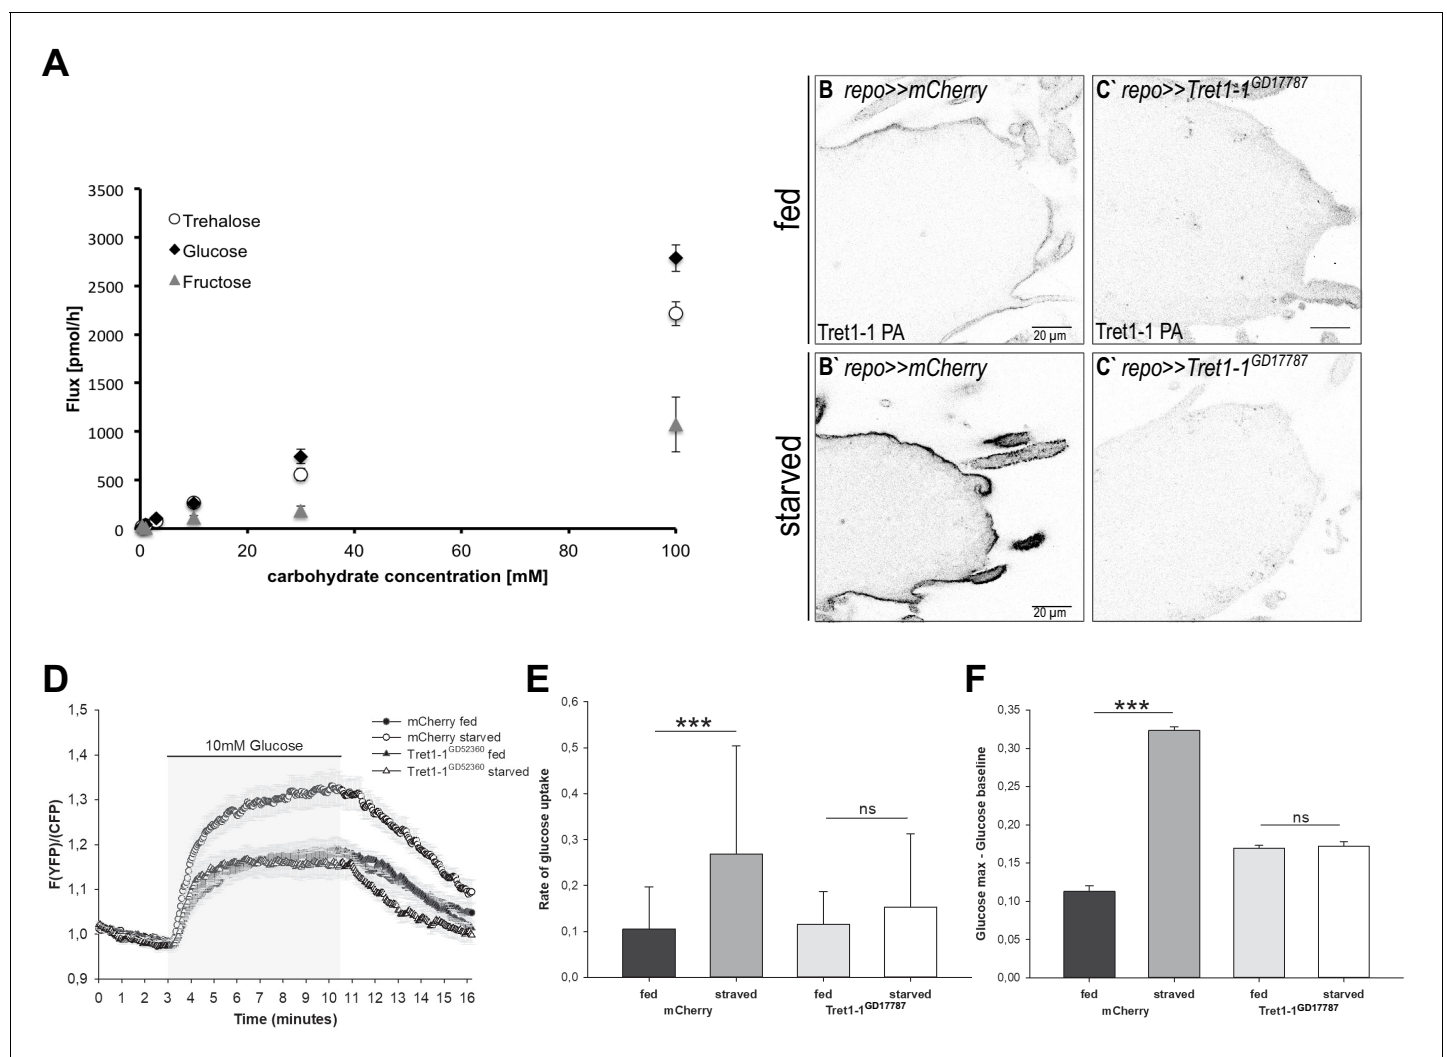 A
3500
3000
2500
2000
1500
1000
500
0
Flux [pmol/h]
Trehalose
Glucose
Fructose
0 20 40 60 80 100
carbohydrate concentration [mM]
fed
B repo>>mCherry
Tret1-1 PA
20 µm
C` repo>>Tret1-1GD17787
Tret1-1 PA
starved
B` repo>>mCherry
20 µm
C` repo>>Tret1-1GD17787
D
1,5
1,4
1,3
1,2
1,1
1,0
0,9
F(YFP)/(CFP)
10mM Glucose
mCherry fed
mCherry starved
Tret1-1GD52360 fed
Tret1-1GD52360 starved
0 1 2 3 4 5 6 7 8 9 10 11 12 13 14 15 16
Time (minutes)
E
0,6
0,5
0,4
0,3
0,2
0,1
0,0
Rate of glucose uptake
***
ns
fed straved fed starved
mCherry Tret1-1GD17787
F
0,35
0,30
0,25
0,20
0,15
0,10
0,05
0,00
Glucose max - Glucose baseline
***
ns
fed straved fed starved
mCherry Tret1-1GD17787